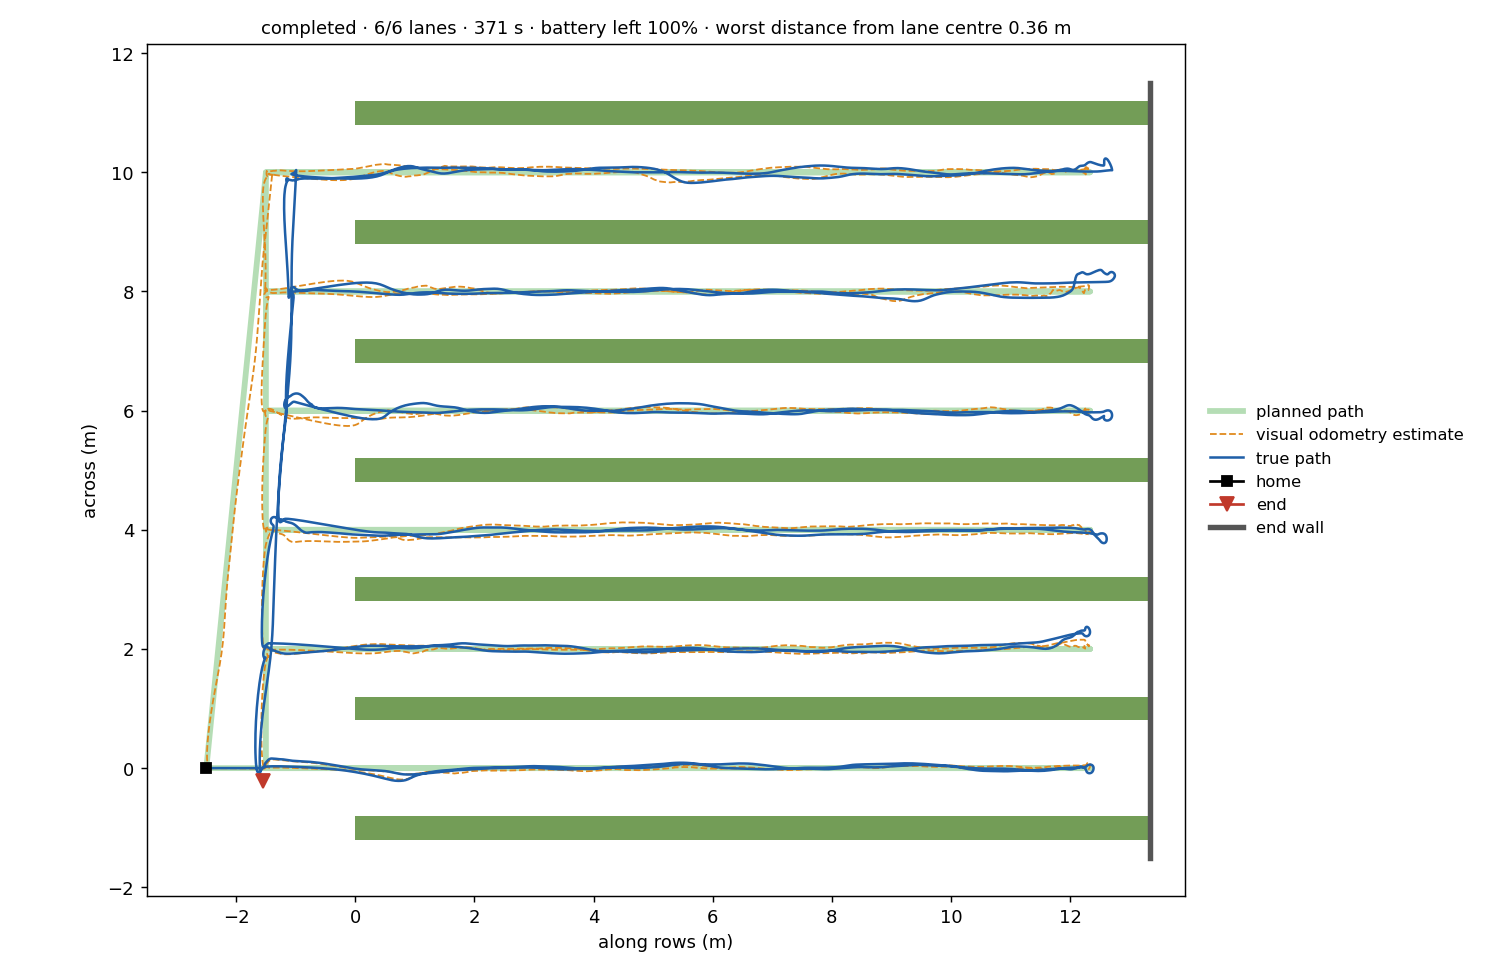 completed · 6/6 lanes · 371 s · battery left 100% · worst distance from lane centre 0.36 m
12
10
8
6
4
2
0
−2
across (m)
−2
0
2
4
6
8
10
12
along rows (m)
planned path
visual odometry estimate
true path
home
end
end wall